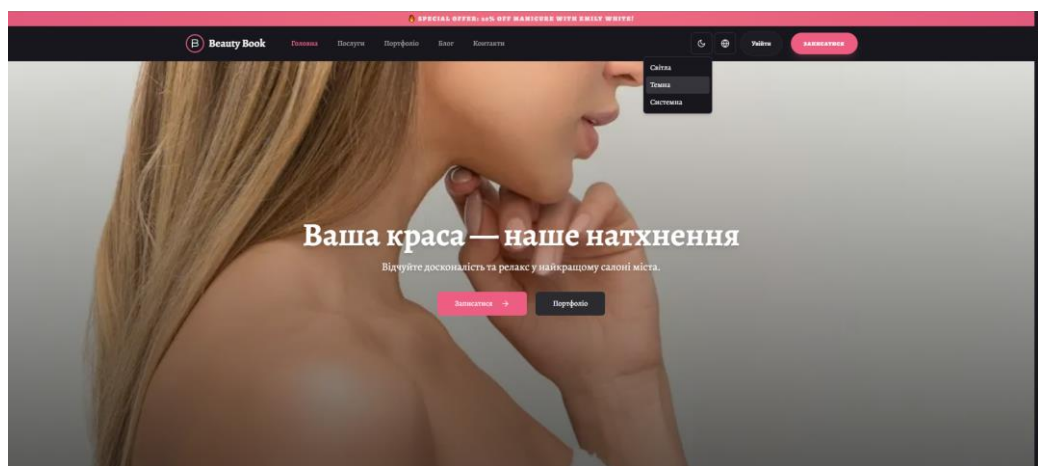 SPECIAL OFFER: 20% OFF MANICURE WITH EMILY WHITE!
B Beauty Book Головна Послуги Портфоліо Блог Контакти Увійти ЗАПИСАТИСЯ
Світла
Темна
Системна
Ваша краса — наше натхнення
Відчуйте досконалість та релакс у найкращому салоні міста.
Записатися → Портфоліо